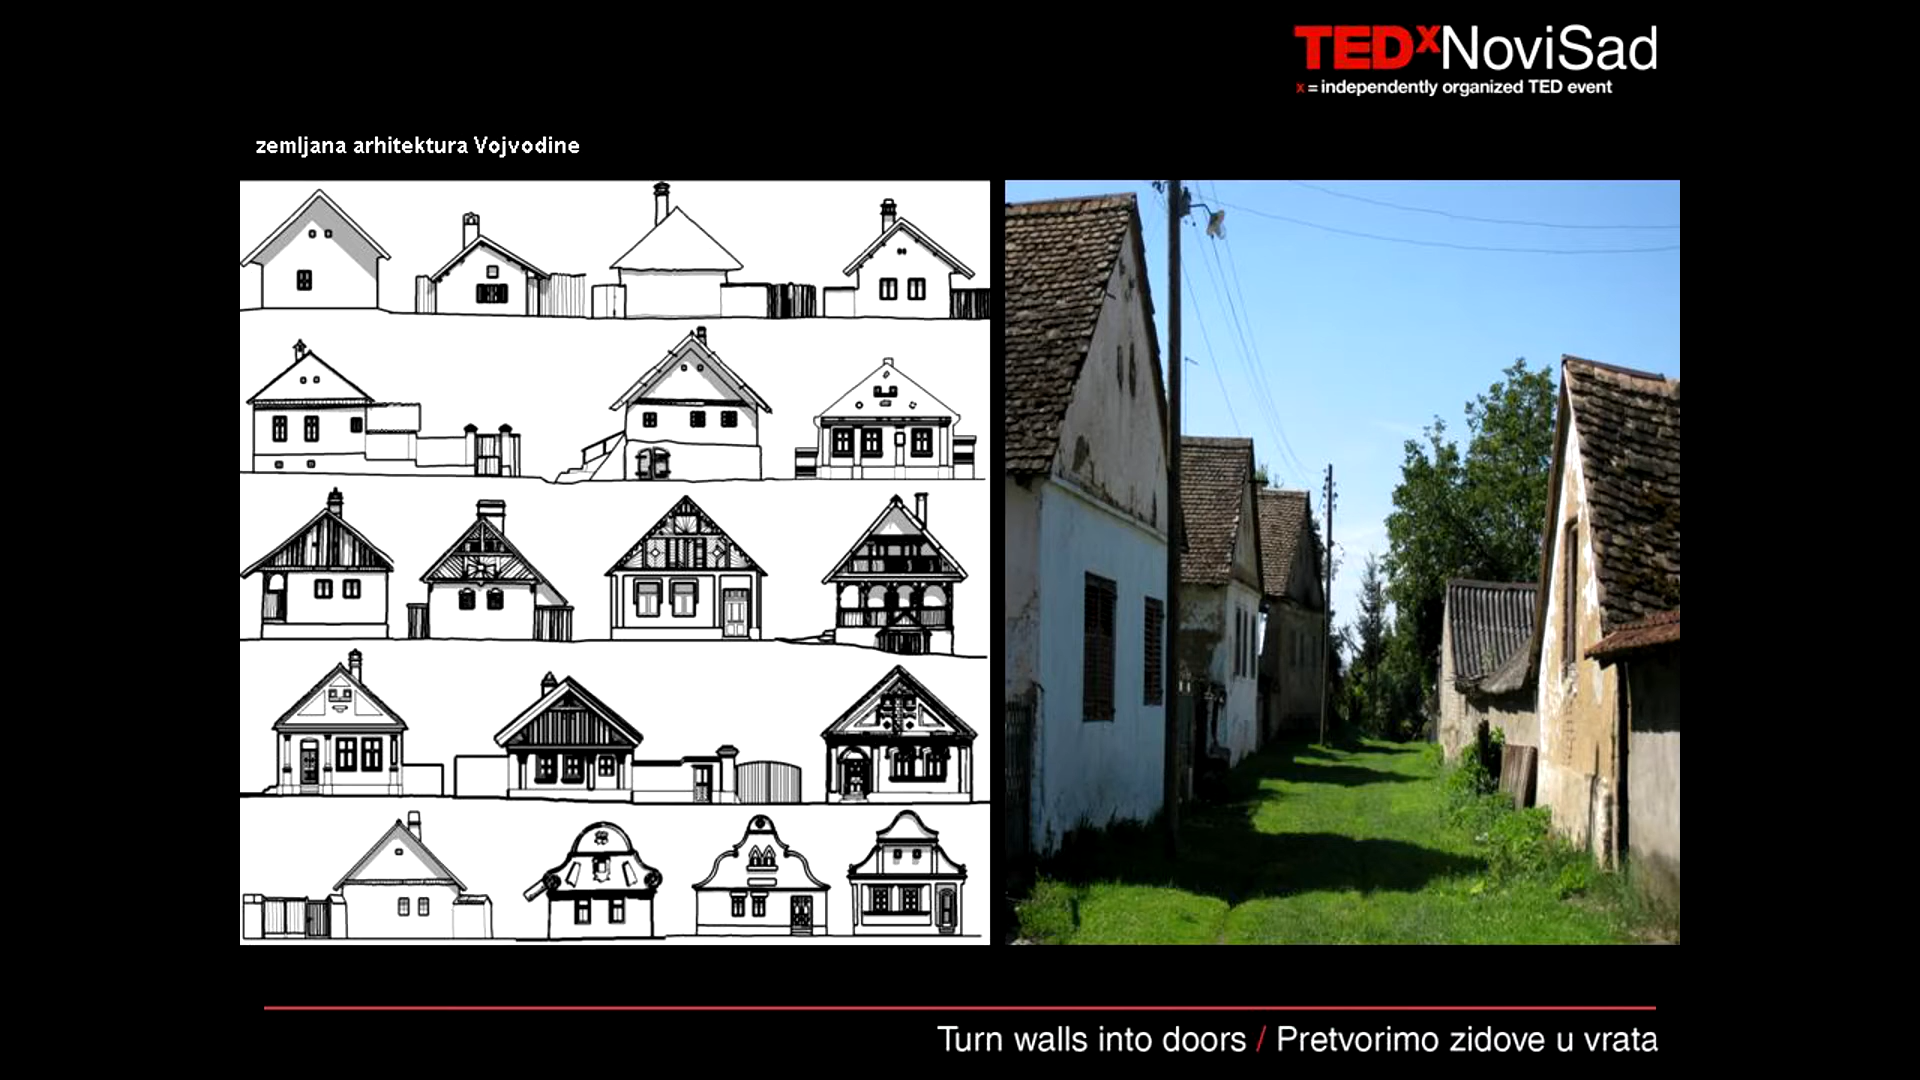 TEDxNoviSad
x = independently organized TED event
zemljana arhitektura Vojvodine
Turn walls into doors / Pretvorimo zidove u vrata